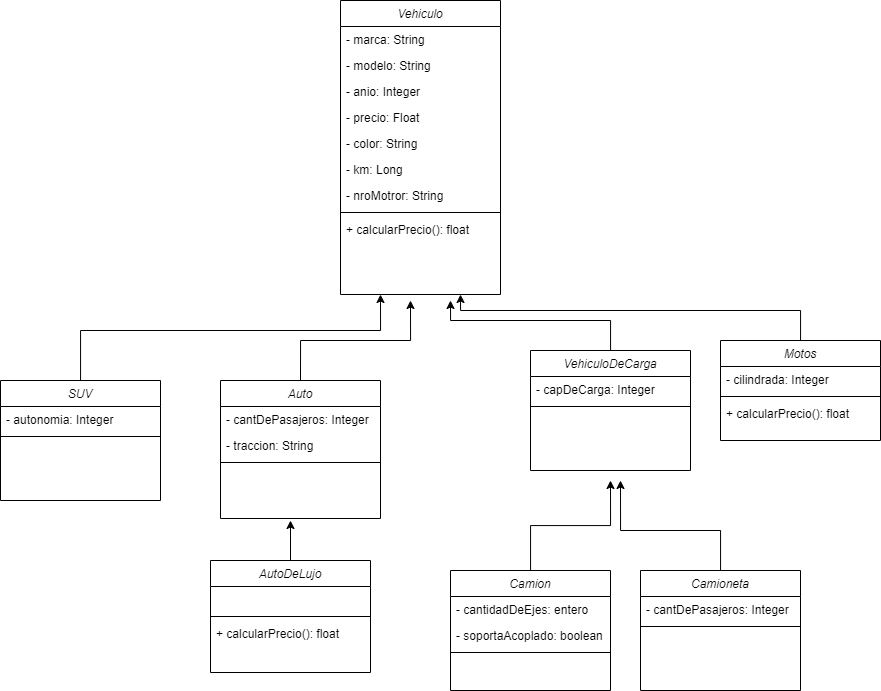 Vehiculo
- marca: String
- modelo: String
- anio: Integer
- precio: Float
- color: String
- km: Long
- nroMotror: String
+ calcularPrecio(): float
SUV
- autonomia: Integer
Auto
- cantDePasajeros: Integer
- traccion: String
VehiculoDeCarga
- capDeCarga: Integer
Motos
- cilindrada: Integer
+ calcularPrecio(): float
AutoDeLujo
+ calcularPrecio(): float
Camion
- cantidadDeEjes: entero
- soportaAcoplado: boolean
Camioneta
- cantDePasajeros: Integer